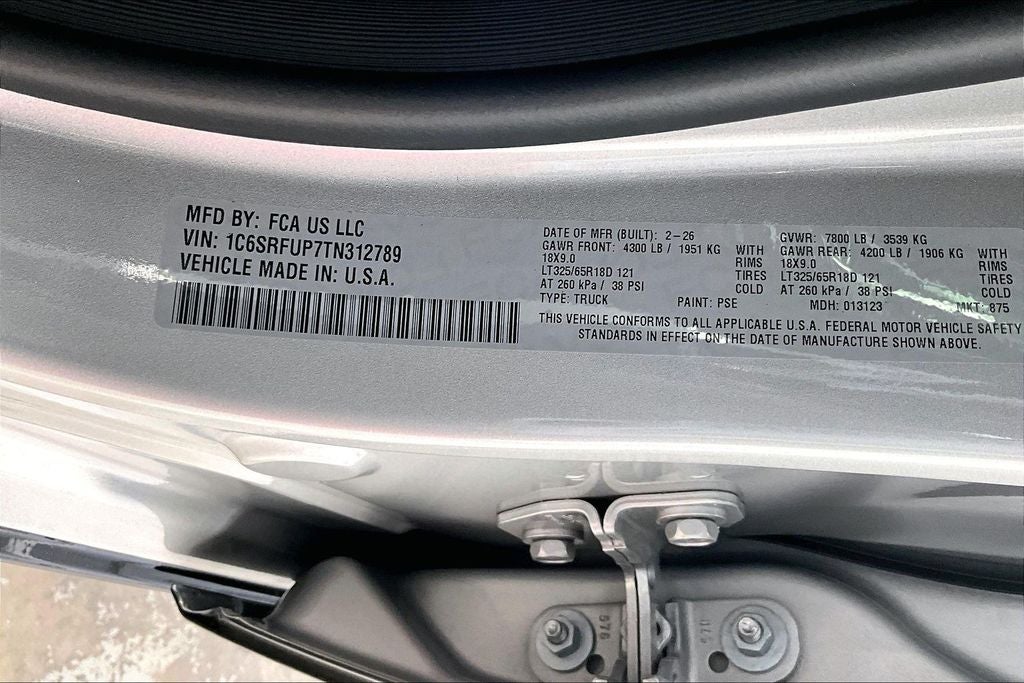 MFD BY: FCA US LLC
VIN: 1C6SRFUP7TN312789
VEHICLE MADE IN: U.S.A.
DATE OF MFR (BUILT): 2-26
GAWR FRONT: 4300 LB / 1951 KG WITH
18X9.0 RIMS
LT325/65R18D 121 TIRES
AT 260 kPa / 38 PSI COLD
TYPE: TRUCK PAINT: PSE
GVWR: 7800 LB / 3539 KG
GAWR REAR: 4200 LB / 1906 KG WITH
18X9.0 RIMS
LT325/65R18D 121 TIRES
AT 260 kPa / 38 PSI COLD
MDH: 013123 MKT: 875
THIS VEHICLE CONFORMS TO ALL APPLICABLE U.S.A. FEDERAL MOTOR VEHICLE SAFETY
STANDARDS IN EFFECT ON THE DATE OF MANUFACTURE SHOWN ABOVE.